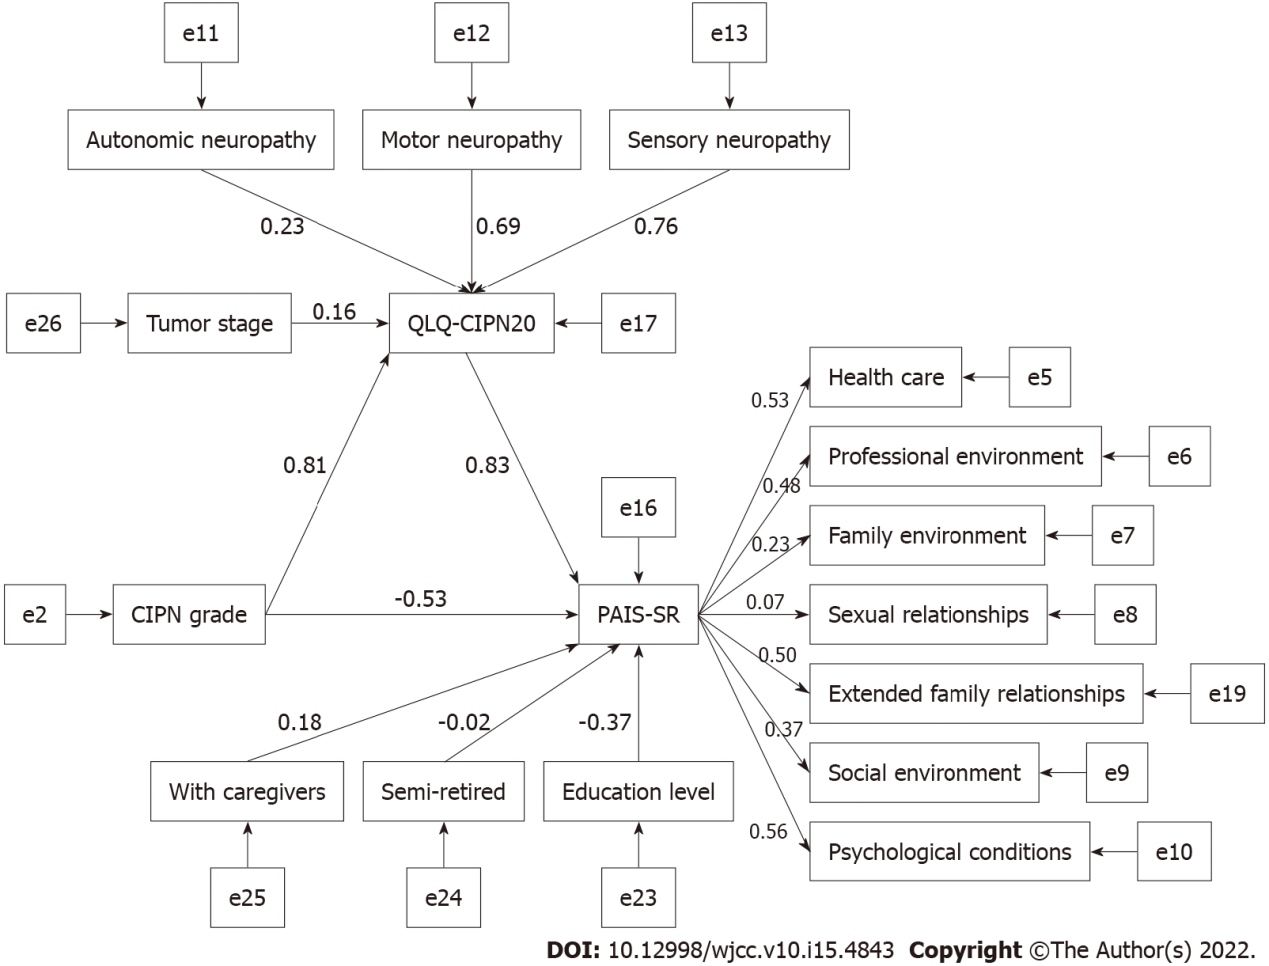 e11
e12
e13
Autonomic neuropathy
Motor neuropathy
Sensory neuropathy
0.23
0.69
0.76
e26
Tumor stage
0.16
QLQ-CIPN20
e17
Health care
e5
0.53
Professional environment
e6
0.81
0.83
0.48
e16
Family environment
e7
0.23
e2
CIPN grade
-0.53
PAIS-SR
0.07
Sexual relationships
e8
0.50
Extended family relationships
e19
0.18
-0.02
-0.37
0.37
Social environment
e9
With caregivers
Semi-retired
Education level
0.56
Psychological conditions
e10
e25
e24
e23
DOI: 10.12998/wjcc.v10.i15.4843 Copyright ©The Author(s) 2022.